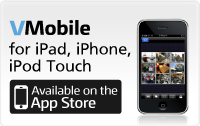 VMobile
for iPad, iPhone,
iPod Touch
Available on the
App Store